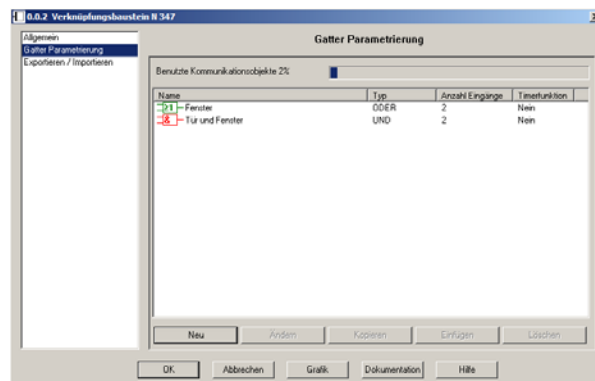 0.0.2 Verknüpfungsbaustein N 347
Allgemein
Gatter Parametrierung
Exportieren / Importieren
Gatter Parametrierung
Benutzte Kommunikationsobjekte 2%
Name Typ Anzahl Eingänge Timerfunktion
≥1 Fenster ODER 2 Nein
& Tür und Fenster UND 2 Nein
Neu Ändern Kopieren Einfügen Löschen
OK Abbrechen Grafik Dokumentation Hilfe